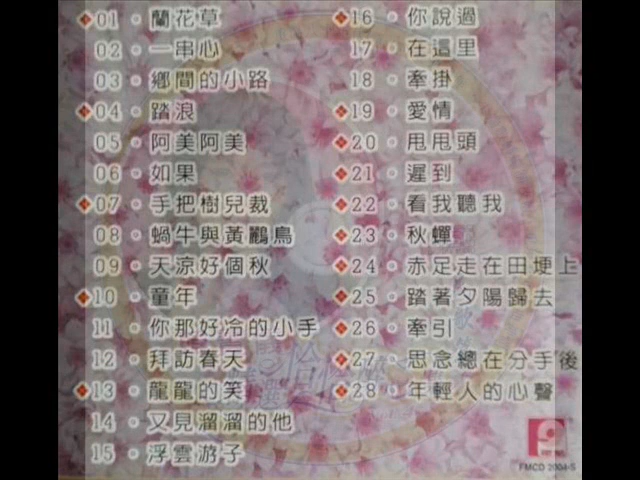 01・蘭花草
02・一串心
03・鄉間的小路
04・踏浪
05・阿美阿美
06・如果
07・手把樹兒裁
08・蝸牛與黃鸝鳥
09・天涼好個秋
10・童年
11・你那好冷的小手
12・拜訪春天
13・龍龍的笑
14・又見溜溜的他
15・浮雲游子
16・你說過
17・在這里
18・牽掛
19・愛情
20・甩甩頭
21・遲到
22・看我聽我
23・秋蟬
24・赤足走在田埂上
25・踏著夕陽歸去
26・牽引
27・思念總在分手後
28・年輕人的心聲
FMCD 2004-S